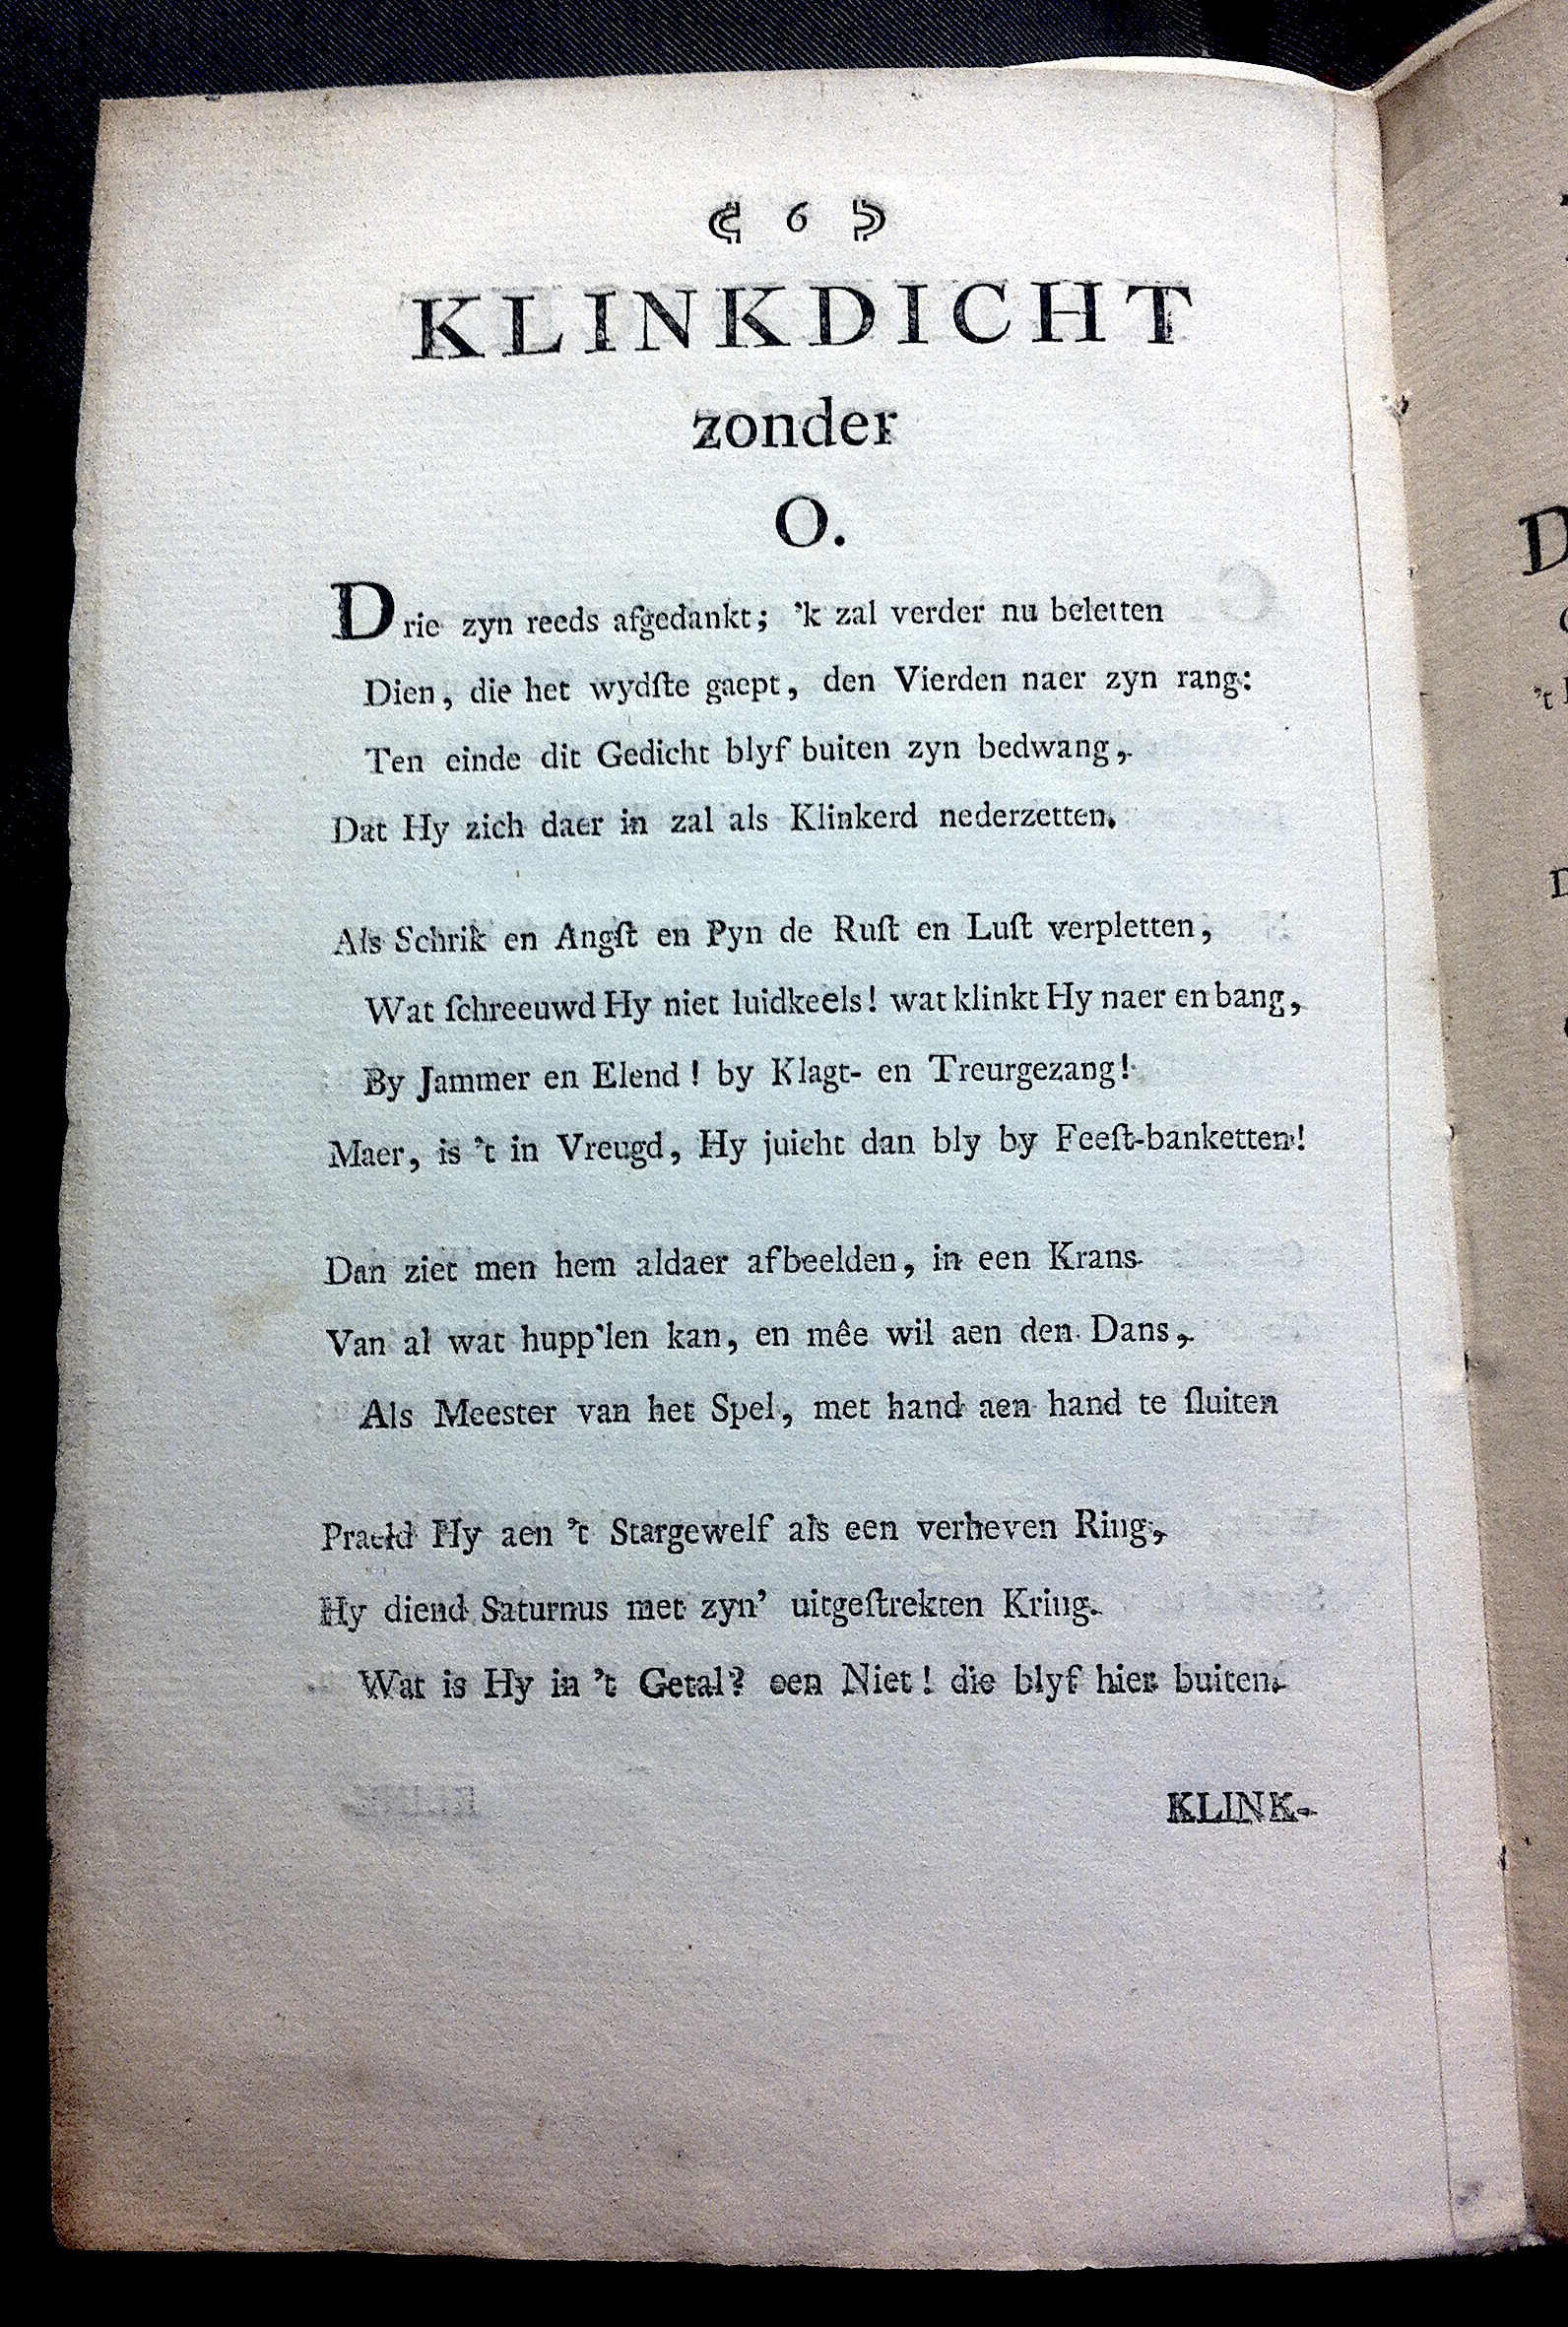 6
KLINKDICHT
zonder
O.
Drie zyn reeds afgedankt; 'k zal verder nu beletten
Dien, die het wydſte gaept, den Vierden naer zyn rang:
Ten einde dit Gedicht blyf buiten zyn bedwang,
Dat Hy zich daer in zal als Klinkerd nederzetten.
Als Schrik en Angſt en Pyn de Ruſt en Luſt verpletten,
Wat ſchreeuwd Hy niet luidkeels! wat klinkt Hy naer en bang,
By Jammer en Elend! by Klagt- en Treurgezang!
Maer, is 't in Vreugd, Hy juicht dan bly by Feeſt-banketten!
Dan ziet men hem aldaer afbeelden, in een Krans
Van al wat hupp'len kan, en mêe wil aen den Dans,
Als Meester van het Spel, met hand aen hand te ſluiten
Praeld Hy aen 't Stargewelf als een verheven Ring,
Hy diend Saturnus met zyn' uitgeſtrekten Kring.
Wat is Hy in 't Getal? een Niet! die blyf hier buiten.
KLINK-